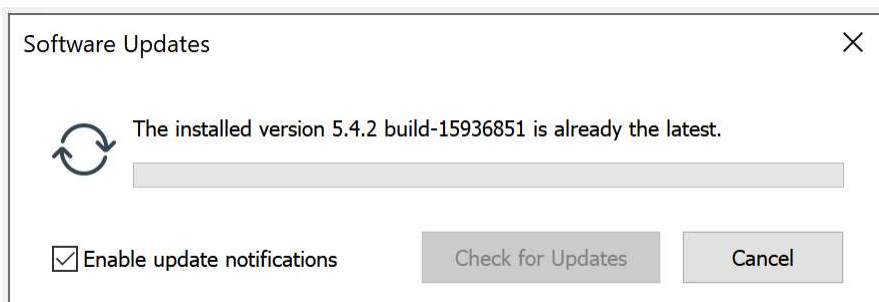 Software Updates
The installed version 5.4.2 build-15936851 is already the latest.
Enable update notifications
Check for Updates
Cancel